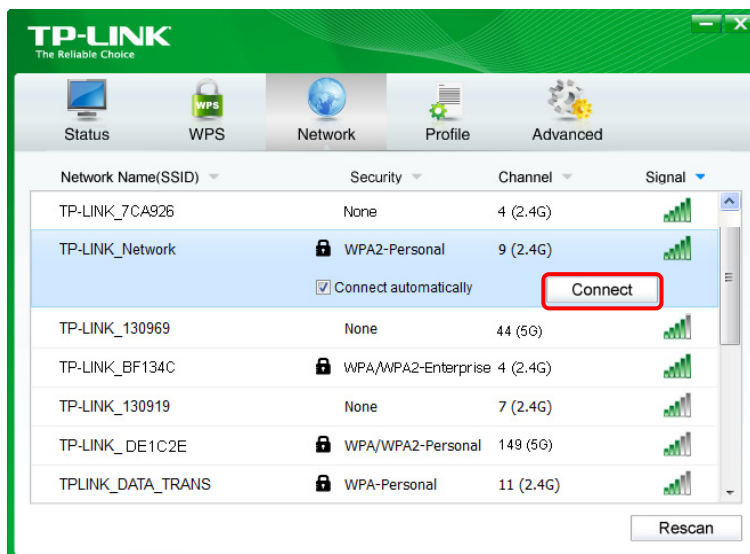 TP-LINK
The Reliable Choice
WPS
Status WPS Network Profile Advanced
Network Name(SSID) Security Channel Signal
TP-LINK_7CA926 None 4 (2.4G)
TP-LINK_Network WPA2-Personal 9 (2.4G)
Connect automatically Connect
TP-LINK_130969 None 44 (5G)
TP-LINK_BF134C WPA/WPA2-Enterprise 4 (2.4G)
TP-LINK_130919 None 7 (2.4G)
TP-LINK_DE1C2E WPA/WPA2-Personal 149 (5G)
TPLINK_DATA_TRANS WPA-Personal 11 (2.4G)
Rescan